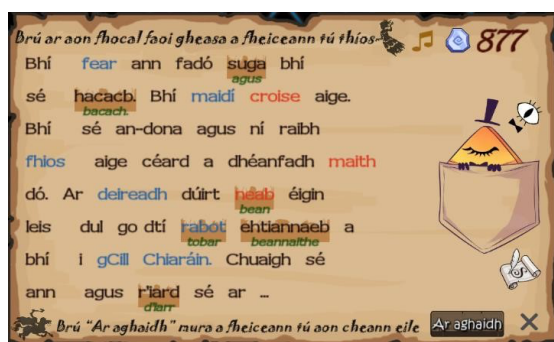 Brú ar aon fhocal faoi gheasa a fheiceann tú thíos
877
Bhí fear ann fadó suga bhí
agus
sé hacacb. Bhí maidí croise aige.
bacach.
Bhí sé an-dona agus ní raibh
fhios aige céard a dhéanfadh maith
dó. Ar deireadh dúirt neab éigin
bean
leis dul go dtí rabot ehtiannaeb a
tobar beannaithe
bhí i gCill Chiaráin. Chuaigh sé
ann agus r'iard sé ar ...
d'iarr
Brú "Ar aghaidh" mura a fheiceann tú aon cheann eile
Ar aghaidh